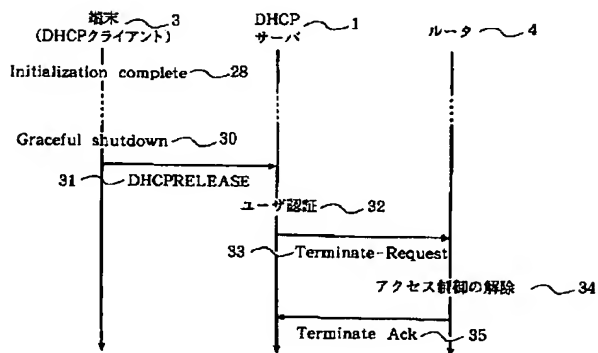 端末 3 DHCP 1 ルータ 4
(DHCPクライアント) サーバ
Initialization complete 28
Graceful shutdown 30
31 DHCPRELEASE
ユーザ認証 32
33 Terminate-Request
アクセス制御の解除 34
Terminate Ack 35